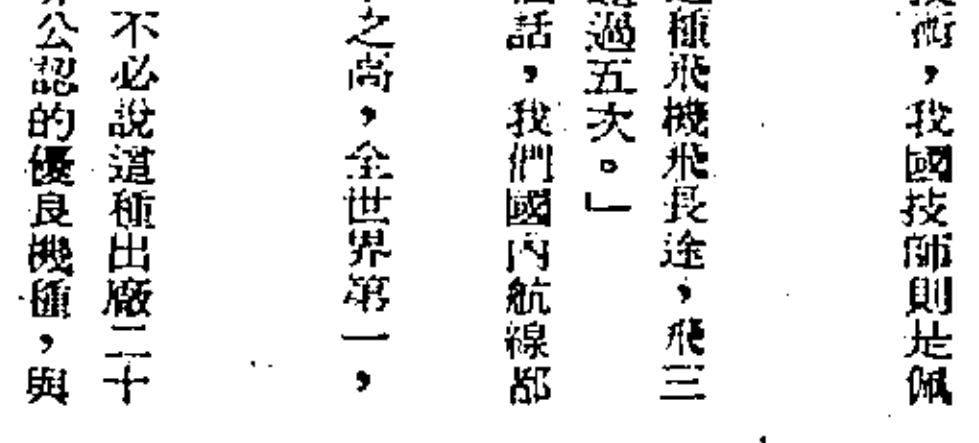 術，我國技師則是佩
種飛機飛長途，飛三
過五次。」
話，我們國內航線都
之高，全世界第一，
不必說這種出廠二十
公認的優良機種，與